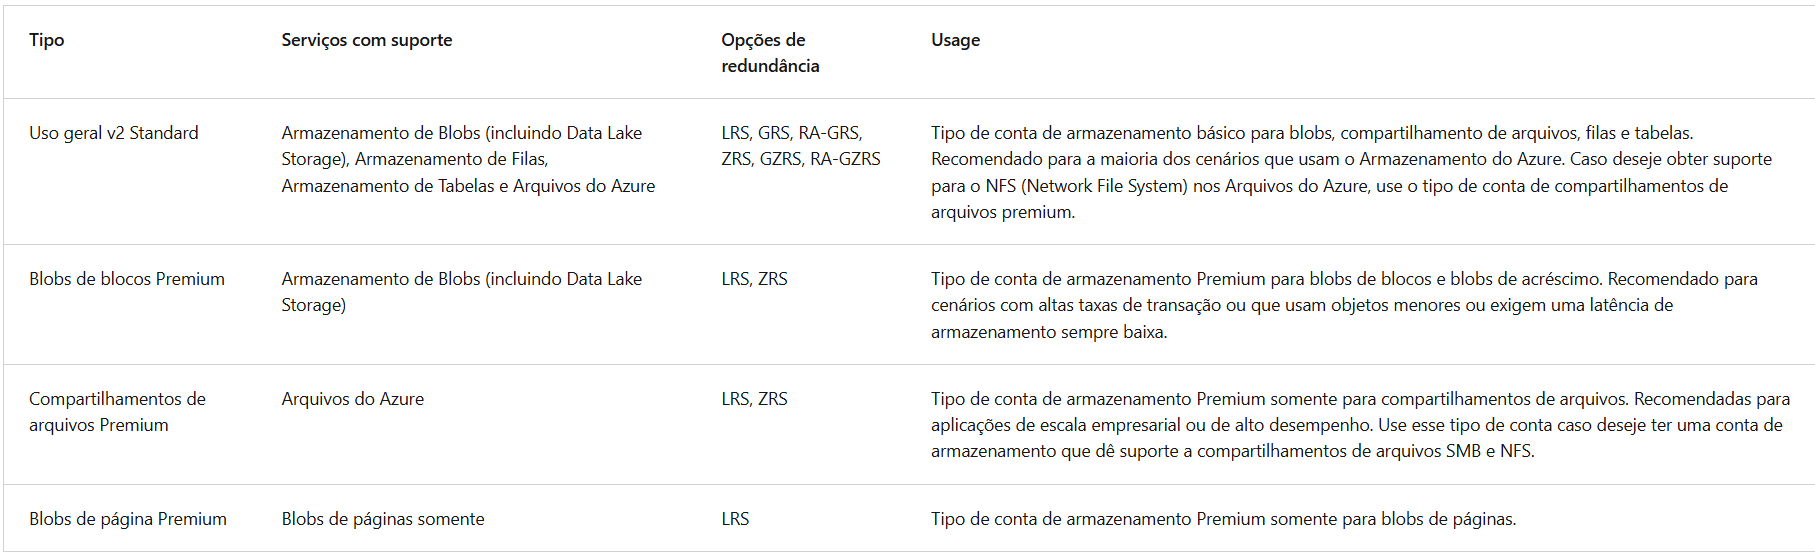 Tipo
Serviços com suporte
Opções de
redundância
Usage
Uso geral v2 Standard
Armazenamento de Blobs (incluindo Data Lake
Storage), Armazenamento de Filas,
Armazenamento de Tabelas e Arquivos do Azure
LRS, GRS, RA-GRS,
ZRS, GZRS, RA-GZRS
Tipo de conta de armazenamento básico para blobs, compartilhamento de arquivos, filas e tabelas.
Recomendado para a maioria dos cenários que usam o Armazenamento do Azure. Caso deseje obter suporte
para o NFS (Network File System) nos Arquivos do Azure, use o tipo de conta de compartilhamentos de
arquivos premium.
Blobs de blocos Premium
Armazenamento de Blobs (incluindo Data Lake
Storage)
LRS, ZRS
Tipo de conta de armazenamento Premium para blobs de blocos e blobs de acréscimo. Recomendado para
cenários com altas taxas de transação ou que usam objetos menores ou exigem uma latência de
armazenamento sempre baixa.
Compartilhamentos de
arquivos Premium
Arquivos do Azure
LRS, ZRS
Tipo de conta de armazenamento Premium somente para compartilhamentos de arquivos. Recomendadas para
aplicações de escala empresarial ou de alto desempenho. Use esse tipo de conta caso deseje ter uma conta de
armazenamento que dê suporte a compartilhamentos de arquivos SMB e NFS.
Blobs de página Premium
Blobs de páginas somente
LRS
Tipo de conta de armazenamento Premium somente para blobs de páginas.